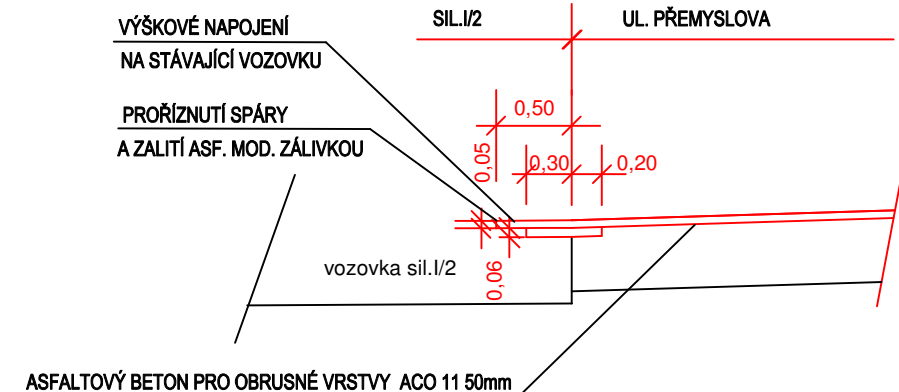 VÝŠKOVÉ NAPOJENÍ
NA STÁVAJÍCÍ VOZOVKU
SIL.I/2
UL. PŘEMYSLOVA
PROŘÍZNUTÍ SPÁRY
A ZALITÍ ASF. MOD. ZÁLIVKOU
0,50
0,05
0,30
0,20
vozovka sil.I/2
0,06
ASFALTOVÝ BETON PRO OBRUSNÉ VRSTVY ACO 11 50mm